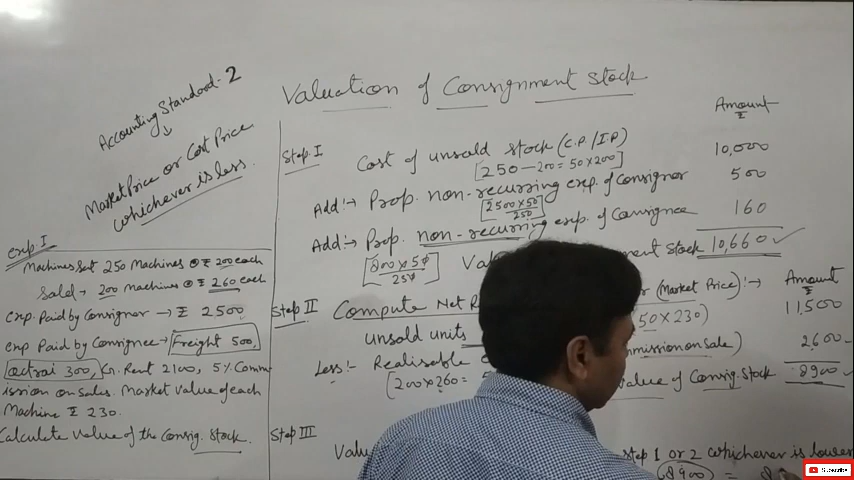 Accounting Standard-2
Market Price or Cost Price
whichever is less.
exp. I
Machines Sent 250 Machines @ ₹ 200 each
Sold → 200 Machines @ ₹ 260 each
exp. Paid by Consignor → ₹ 2500
exp Paid by Consignee → Freight 500,
Octroi 300, Rent 2100, 5% Comm-
ission on Sales. Market Value of each
Machine ₹ 230.
Calculate Value of the Consig. Stock.
Valuation of Consignment Stock
Amount
₹
Step. I
Cost of unsold stock (C.P./I.P) 10,000
[250 - 200 = 50 × 200]
Add:→ Prop. non-recurring exp. of consignor 500
[2500 × 50 / 250]
Add:→ Prop. non-recurring exp. of Consignee 160
[800 × 50 / 250]
Stock 10,660
Step II Compute Net (Market Price):→ Amount
₹
unsold units 50 × 230) 11,500
Less:- Realisable on Sale) 2,600
[200 × 260 =
Value of Consig. Stock 8900
Step III
step 1 or 2 whichever is lower
8900 =
Subscribe